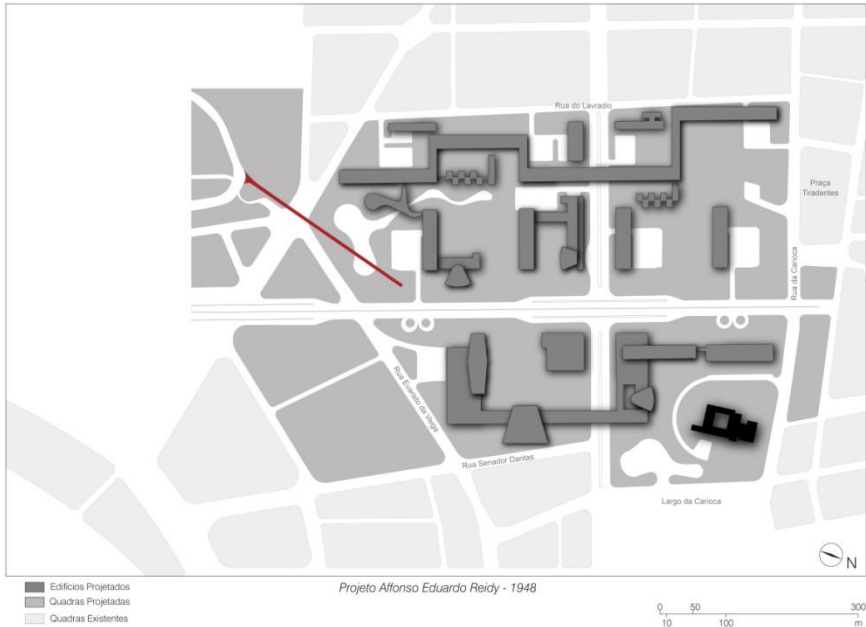 Rua do Lavradio
Praça
Tiradentes
Rua da Carioca
Rua Evaristo da Veiga
Rua Senador Dantas
Largo da Carioca
N
Edifícios Projetados
Quadras Projetadas
Quadras Existentes
Projeto Affonso Eduardo Reidy - 1948
0 50 300
10 100 m